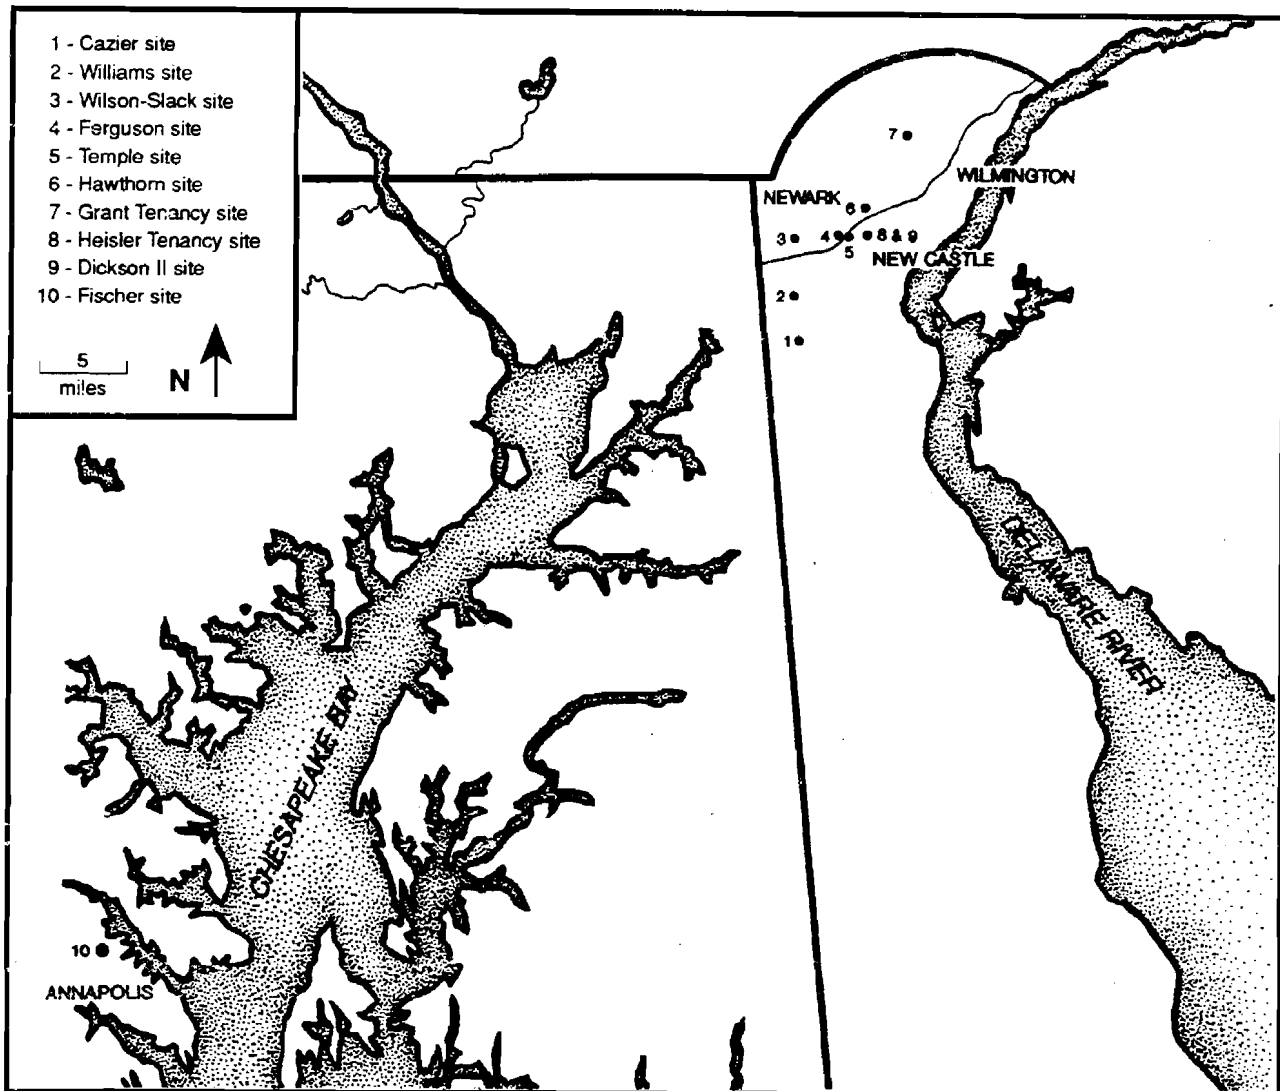 1 - Cazier site
2 - Williams site
3 - Wilson-Slack site
4 - Ferguson site
5 - Temple site
6 - Hawthorn site
7 - Grant Tenancy site
8 - Heisler Tenancy site
9 - Dickson II site
10 - Fischer site
5
miles
N
7
WILMINGTON
NEWARK
6
3
4
8 & 9
5
NEW CASTLE
2
1
DELAWARE RIVER
CHESAPEAKE BAY
10
ANNAPOLIS